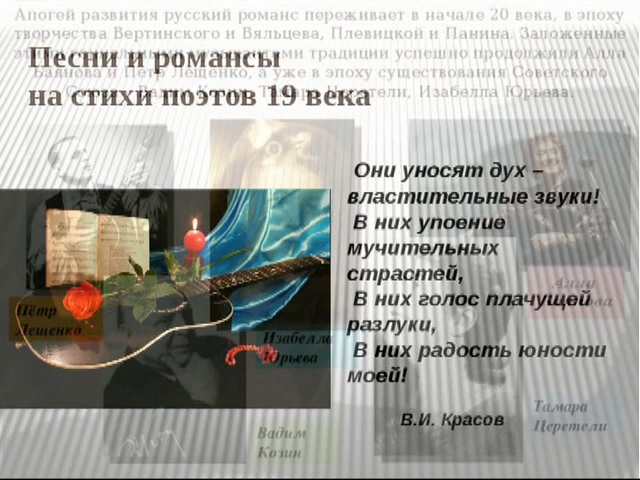 Апогей развития русский романс переживает в начале 20 века, в эпоху
творчества Вертинского и Вяльцева, Плевицкой и Панина. Заложенные
традиции успешно продолжили Алла
Баянова и Петр Лещенко, а уже в эпоху существования Советского
Тамара Церетели, Изабелла Юрьева.
Песни и романсы
на стихи поэтов 19 века
Они уносят дух –
властительные звуки!
В них упоение
мучительных
страстей,
В них голос плачущей
разлуки,
В них радость юности
моей!
В.И. Красов
Пётр
Лещенко
Изабелла
Юрьева
Вадим
Козин
Алла
Тамара
Церетели